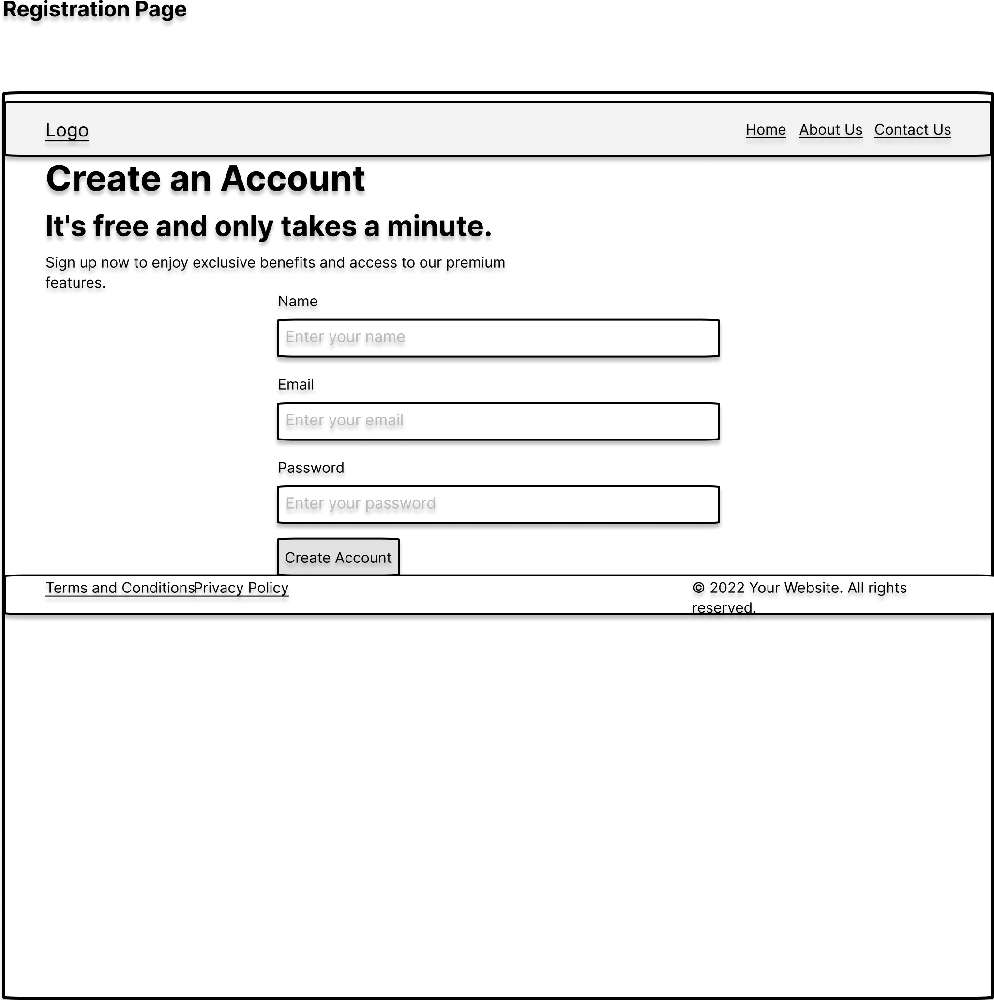 Registration Page
Logo
Home About Us Contact Us
Create an Account
It's free and only takes a minute.
Sign up now to enjoy exclusive benefits and access to our premium
features.
Name
Enter your name
Email
Enter your email
Password
Enter your password
Create Account
Terms and Conditions Privacy Policy
© 2022 Your Website. All rights
reserved.